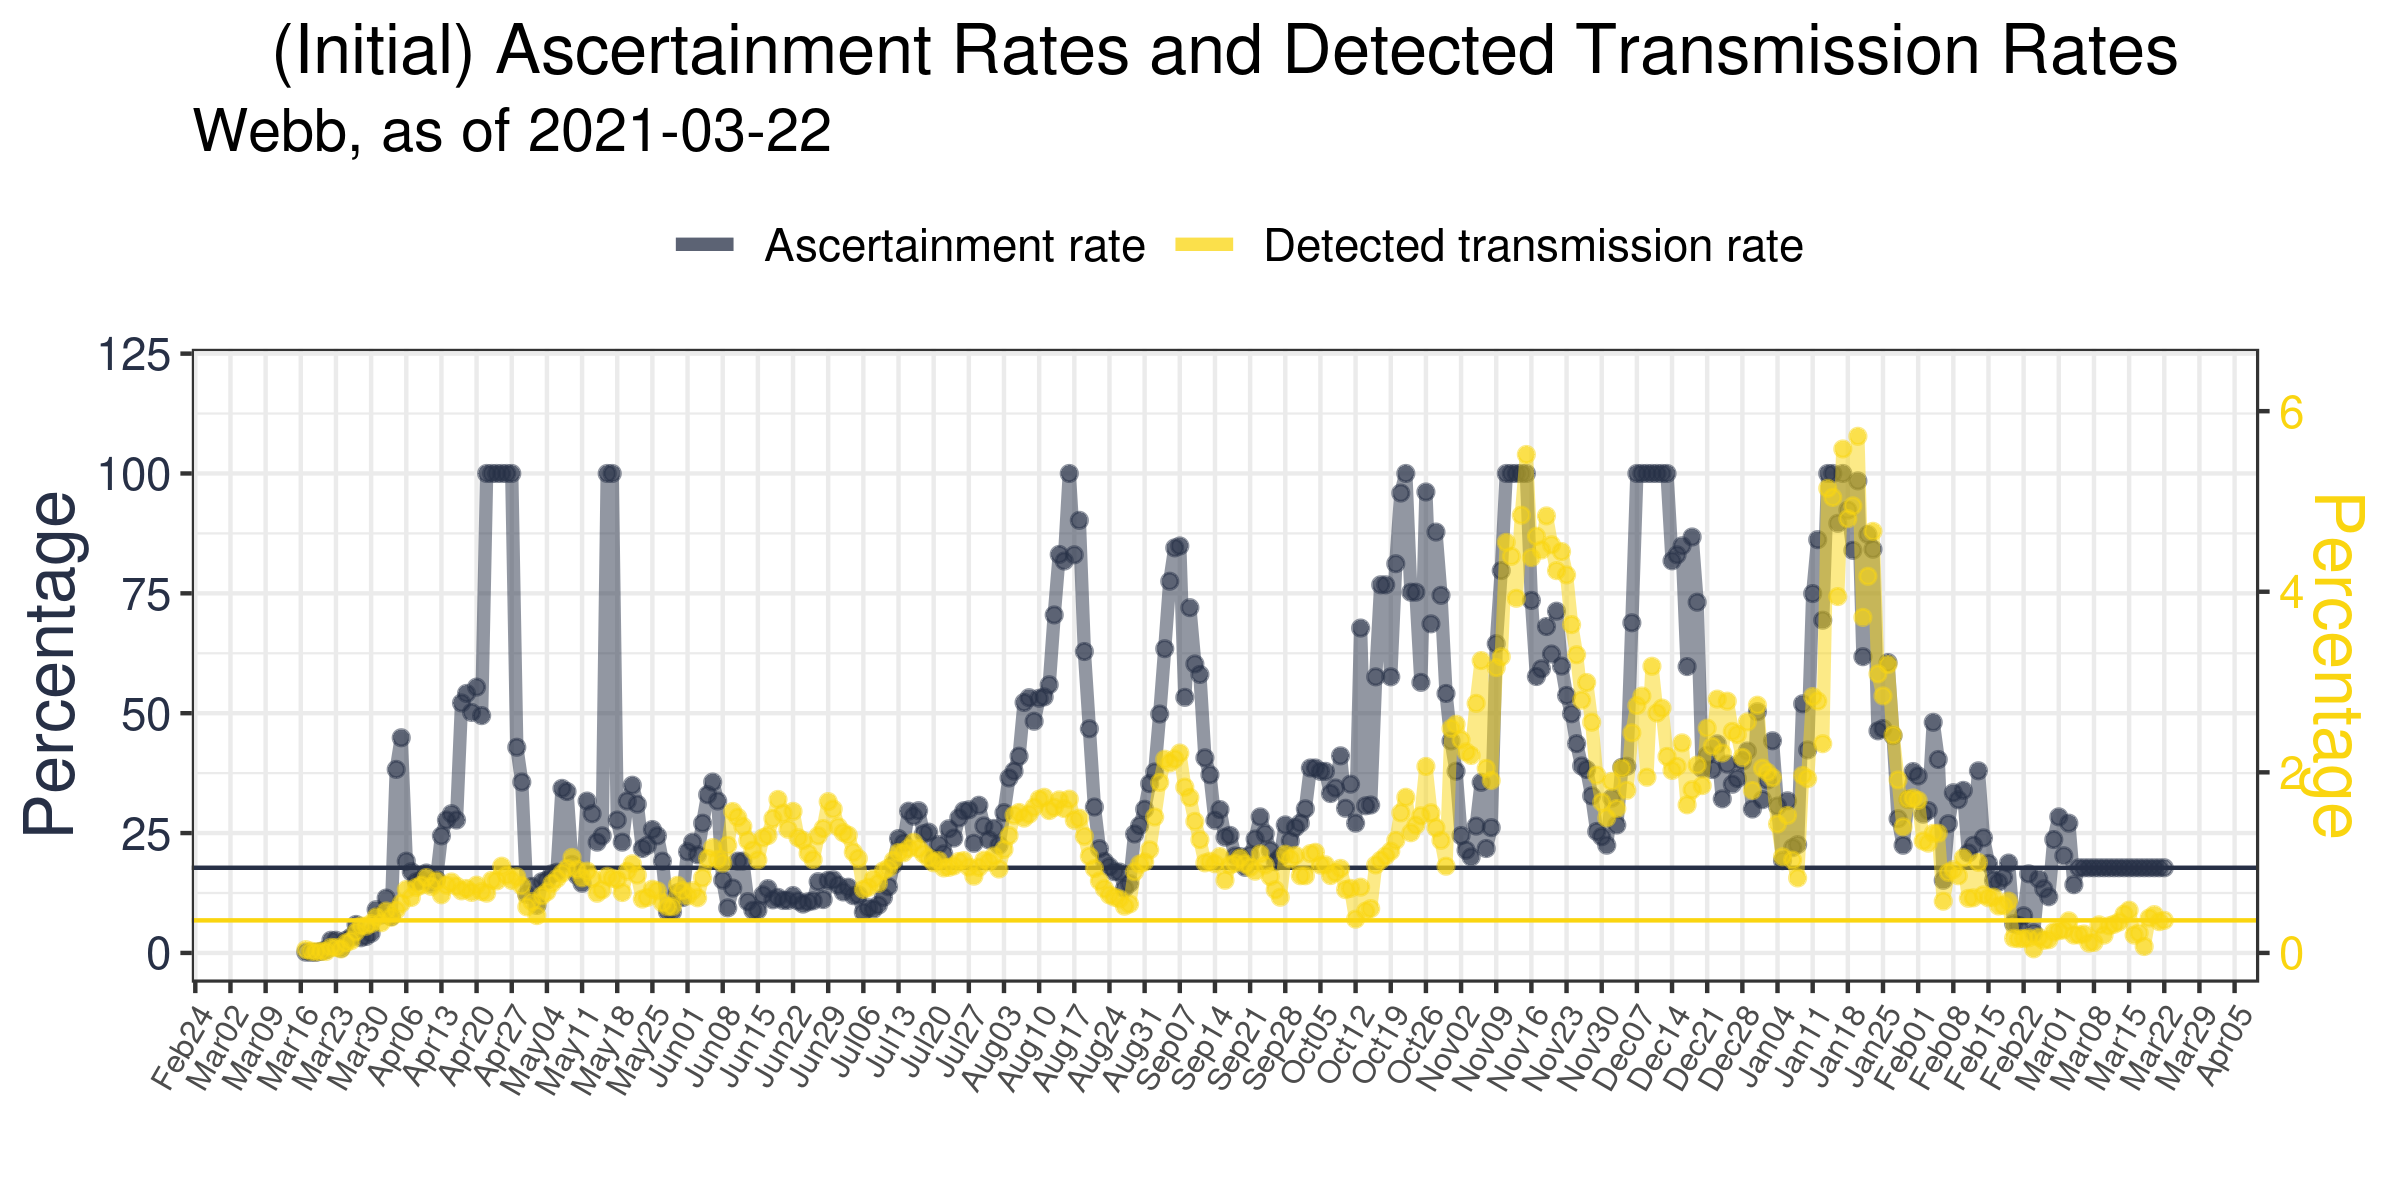 (Initial) Ascertainment Rates and Detected Transmission Rates
Webb, as of 2021-03-22
Ascertainment rate
Detected transmission rate
Percentage
125
100
75
50
25
0
6
4
2
0
Percentage
Feb24
Mar02
Mar09
Mar16
Mar23
Mar30
Apr06
Apr13
Apr20
Apr27
May04
May11
May18
May25
Jun01
Jun08
Jun15
Jun22
Jun29
Jul06
Jul13
Jul20
Jul27
Aug03
Aug10
Aug17
Aug24
Aug31
Sep07
Sep14
Sep21
Sep28
Oct05
Oct12
Oct19
Oct26
Nov02
Nov09
Nov16
Nov23
Nov30
Dec07
Dec14
Dec21
Dec28
Jan04
Jan11
Jan18
Jan25
Feb01
Feb08
Feb15
Feb22
Mar01
Mar08
Mar15
Mar22
Mar29
Apr05